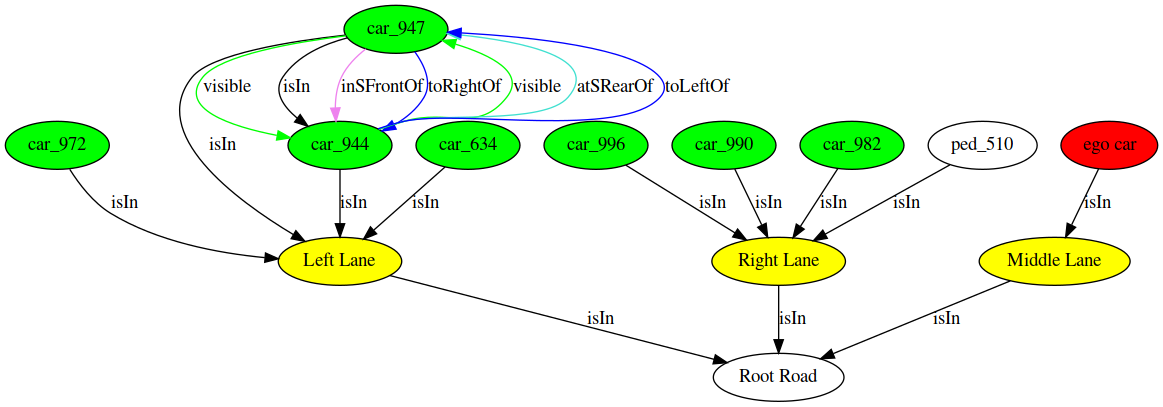 car_947
visible isIn inSFrontOf toRightOf visible atSRearOf toLeftOf
isIn
car_972 car_944 car_634 car_996 car_990 car_982 ped_510 ego car
isIn isIn isIn isIn isIn isIn isIn isIn
Left Lane Right Lane Middle Lane
isIn isIn isIn
Root Road